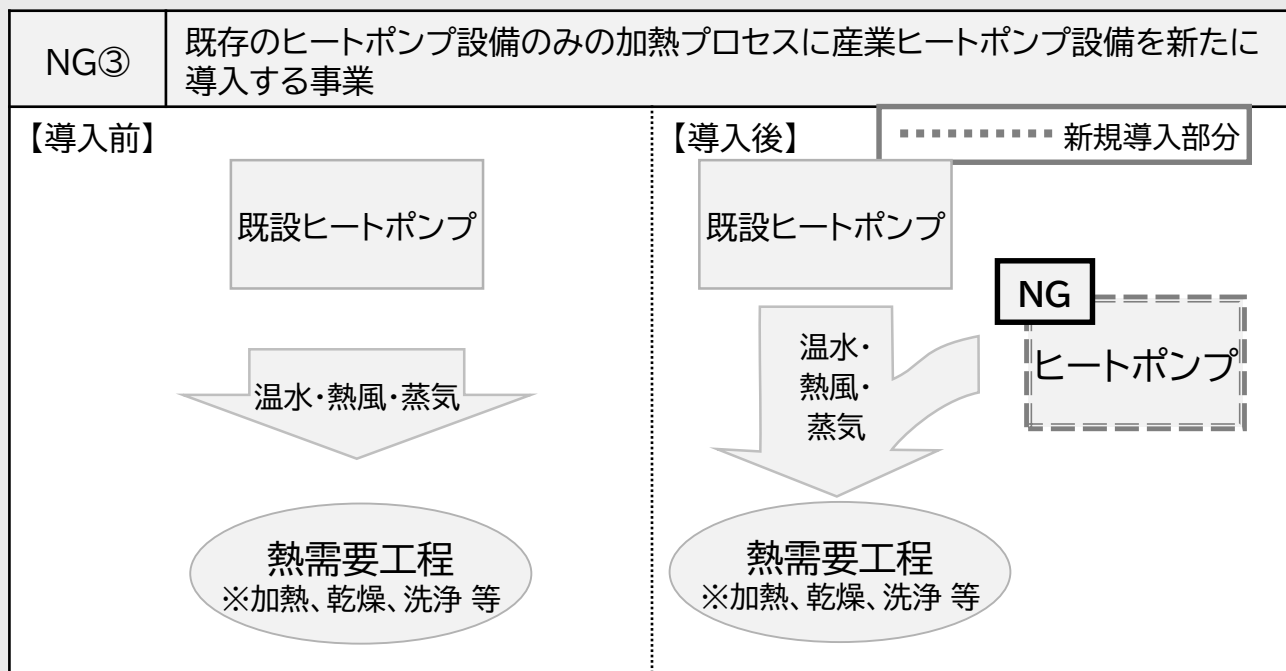 NG③
既存のヒートポンプ設備のみの加熱プロセスに産業ヒートポンプ設備を新たに
導入する事業
【導入前】
既設ヒートポンプ
温水・熱風・蒸気
熱需要工程
※加熱、乾燥、洗浄 等
【導入後】
新規導入部分
既設ヒートポンプ
NG
ヒートポンプ
温水・
熱風・
蒸気
熱需要工程
※加熱、乾燥、洗浄 等